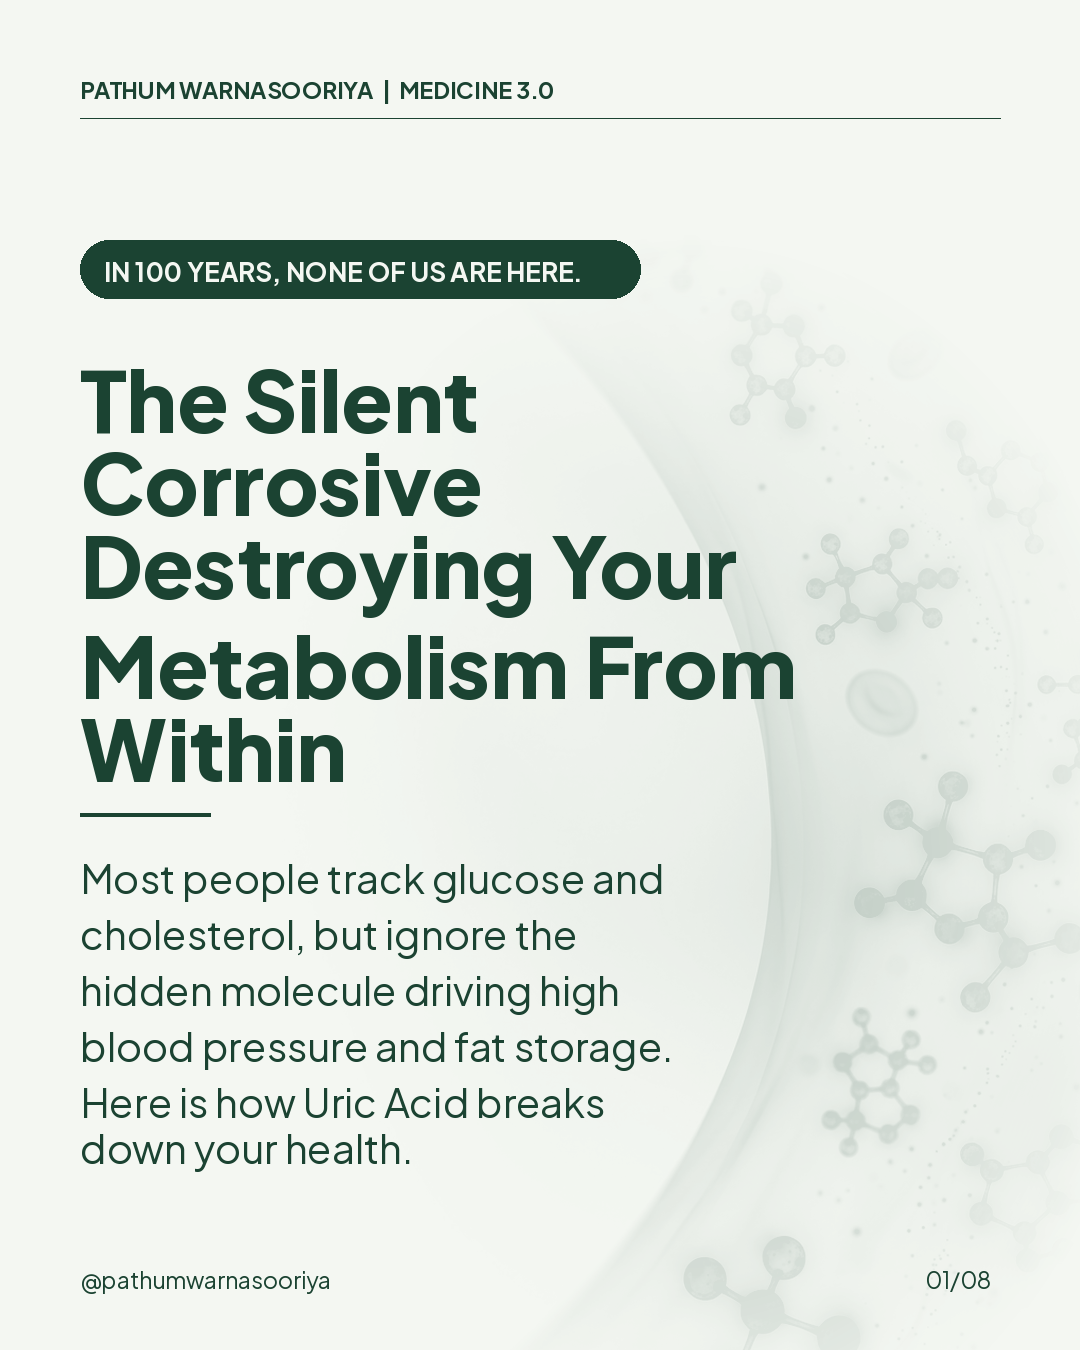 PATHUM WARNASOORIYA | MEDICINE 3.0
IN 100 YEARS, NONE OF US ARE HERE.
The Silent
Corrosive
Destroying Your
Metabolism From
Within
Most people track glucose and
cholesterol, but ignore the
hidden molecule driving high
blood pressure and fat storage.
Here is how Uric Acid breaks
down your health.
@pathumwarnasooriya
01/08